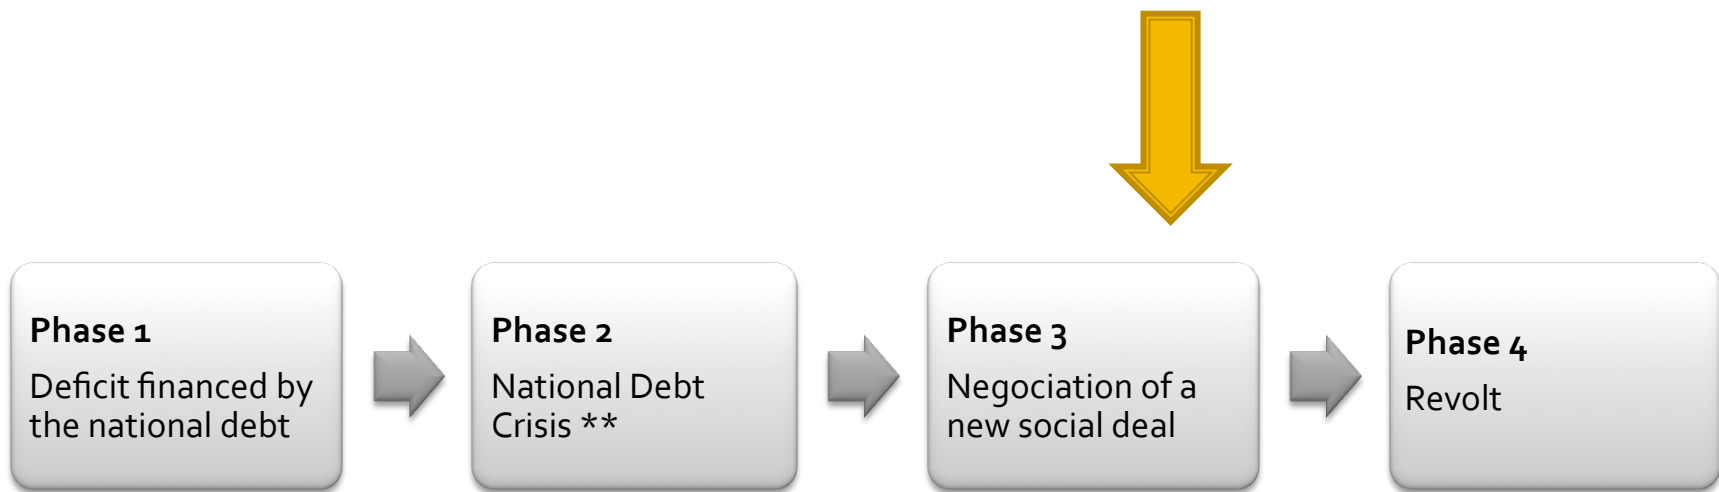 Phase 1
Deficit financed by
the national debt
Phase 2
National Debt
Crisis **
Phase 3
Negociation of a
new social deal
Phase 4
Revolt